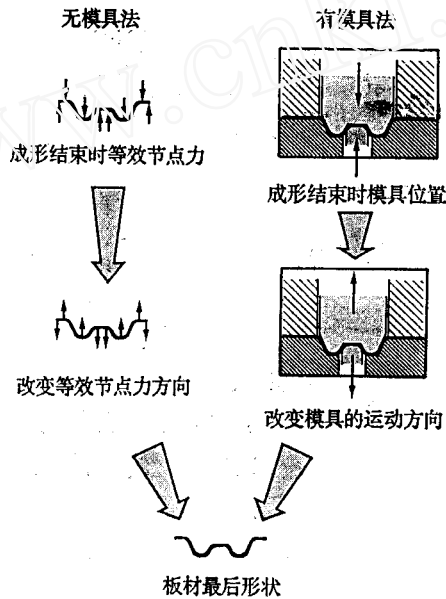 无模具法
有模具法
成形结束时等效节点力
成形结束时模具位置
改变等效节点力方向
改变模具的运动方向
板材最后形状